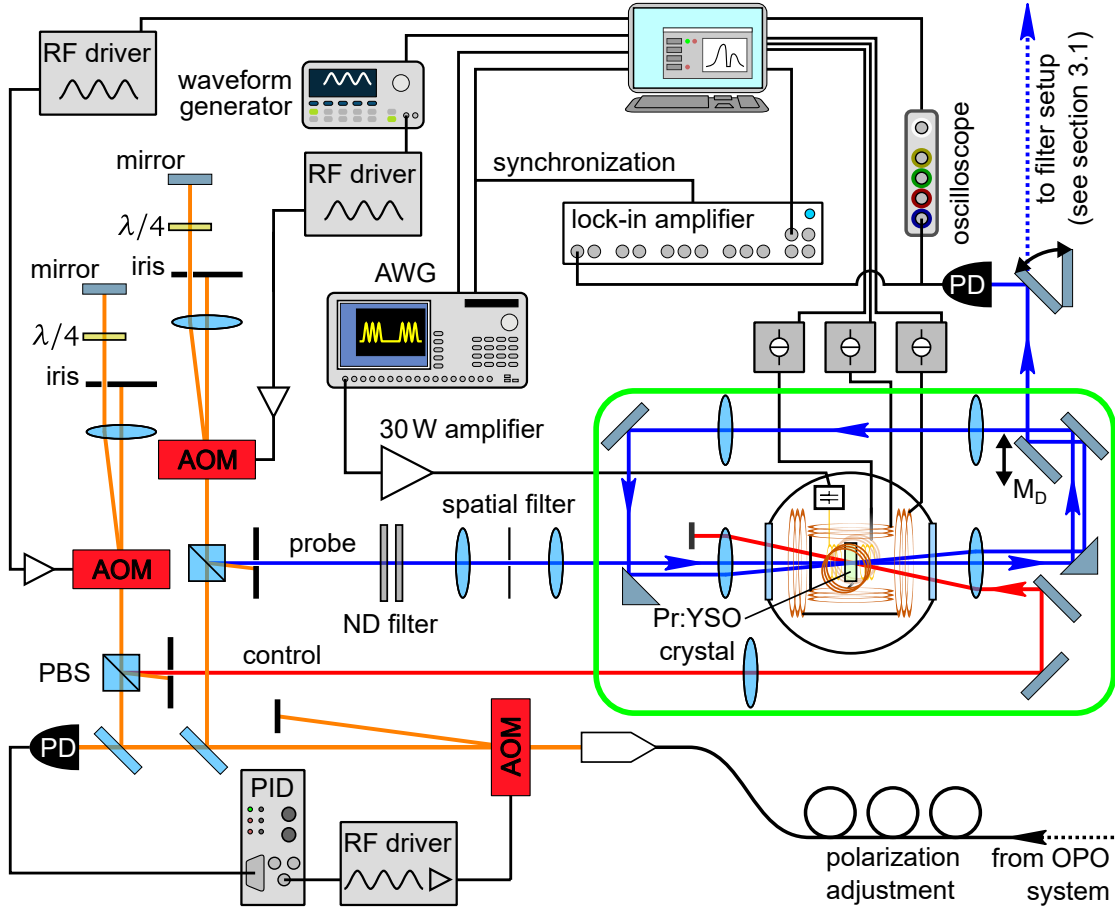 RF driver
waveform
generator
RF driver
mirror
λ/4
iris
mirror
λ/4
iris
synchronization
lock-in amplifier
oscilloscope
to filter setup
(see section 3.1)
AWG
PD
30 W amplifier
AOM
AOM
spatial filter
probe
ND filter
M_D
Pr:YSO
crystal
PBS
control
PD
AOM
PID
RF driver
polarization
adjustment
from OPO
system